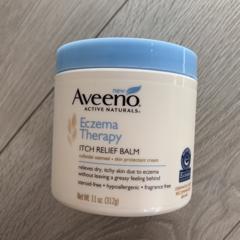 new
Aveeno
ACTIVE NATURALS
Eczema
Therapy
ITCH RELIEF BALM
colloidal oatmeal • skin protectant cream
relieves dry, itchy skin due to eczema
without leaving a greasy feeling behind
steroid-free • hypoallergenic • fragrance free
Net Wt. 11 oz. (312g)